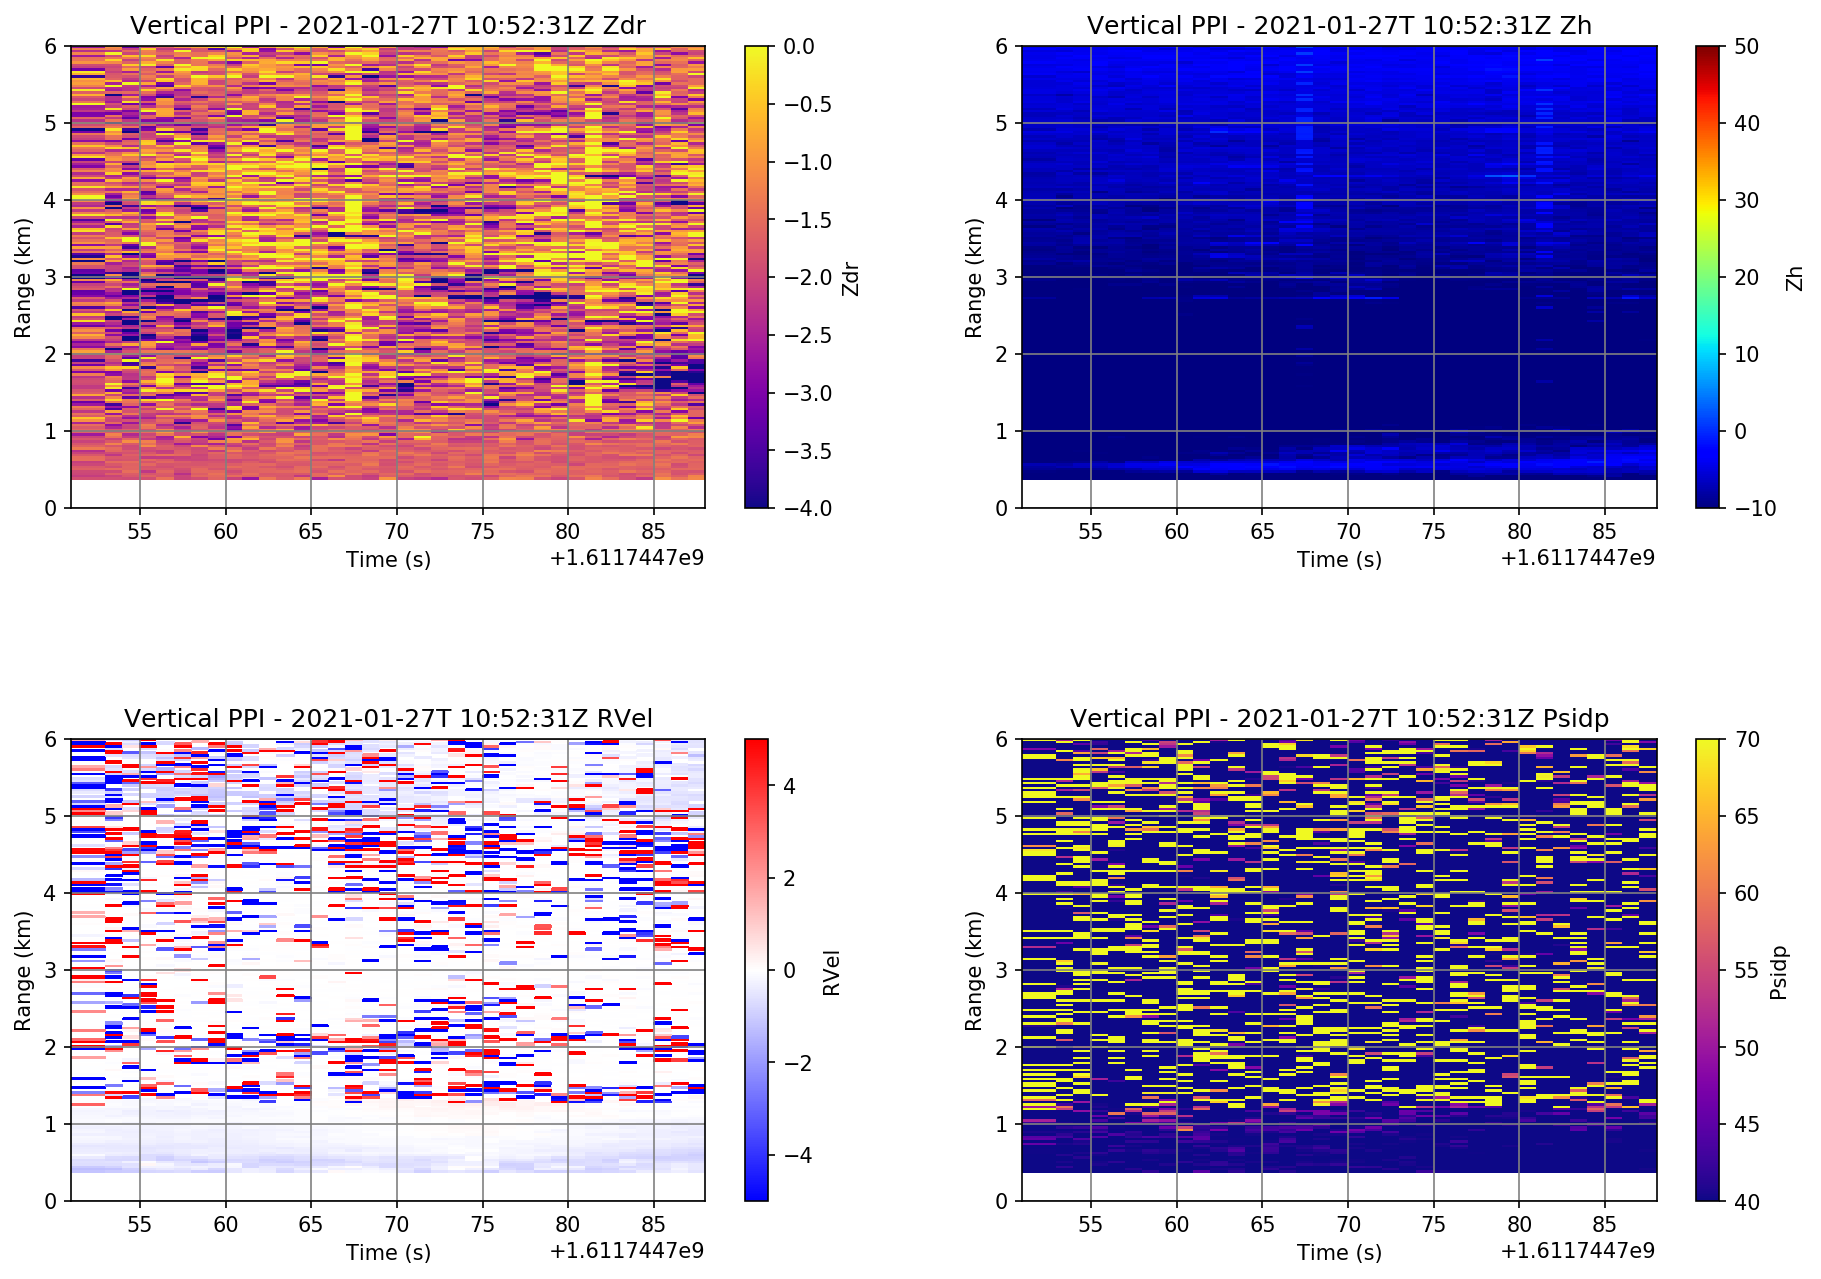 Vertical PPI - 2021-01-27T 10:52:31Z Zdr
6
5
4
3
2
1
0
Range (km)
55 60 65 70 75 80 85
Time (s)
+1.6117447e9
0.0
−0.5
−1.0
−1.5
−2.0
−2.5
−3.0
−3.5
−4.0
Zdr
Vertical PPI - 2021-01-27T 10:52:31Z Zh
6
5
4
3
2
1
0
Range (km)
55 60 65 70 75 80 85
Time (s)
+1.6117447e9
50
40
30
20
10
0
−10
Zh
Vertical PPI - 2021-01-27T 10:52:31Z RVel
6
5
4
3
2
1
0
Range (km)
55 60 65 70 75 80 85
Time (s)
+1.6117447e9
4
2
0
−2
−4
RVel
Vertical PPI - 2021-01-27T 10:52:31Z Psidp
6
5
4
3
2
1
0
Range (km)
55 60 65 70 75 80 85
Time (s)
+1.6117447e9
70
65
60
55
50
45
40
Psidp